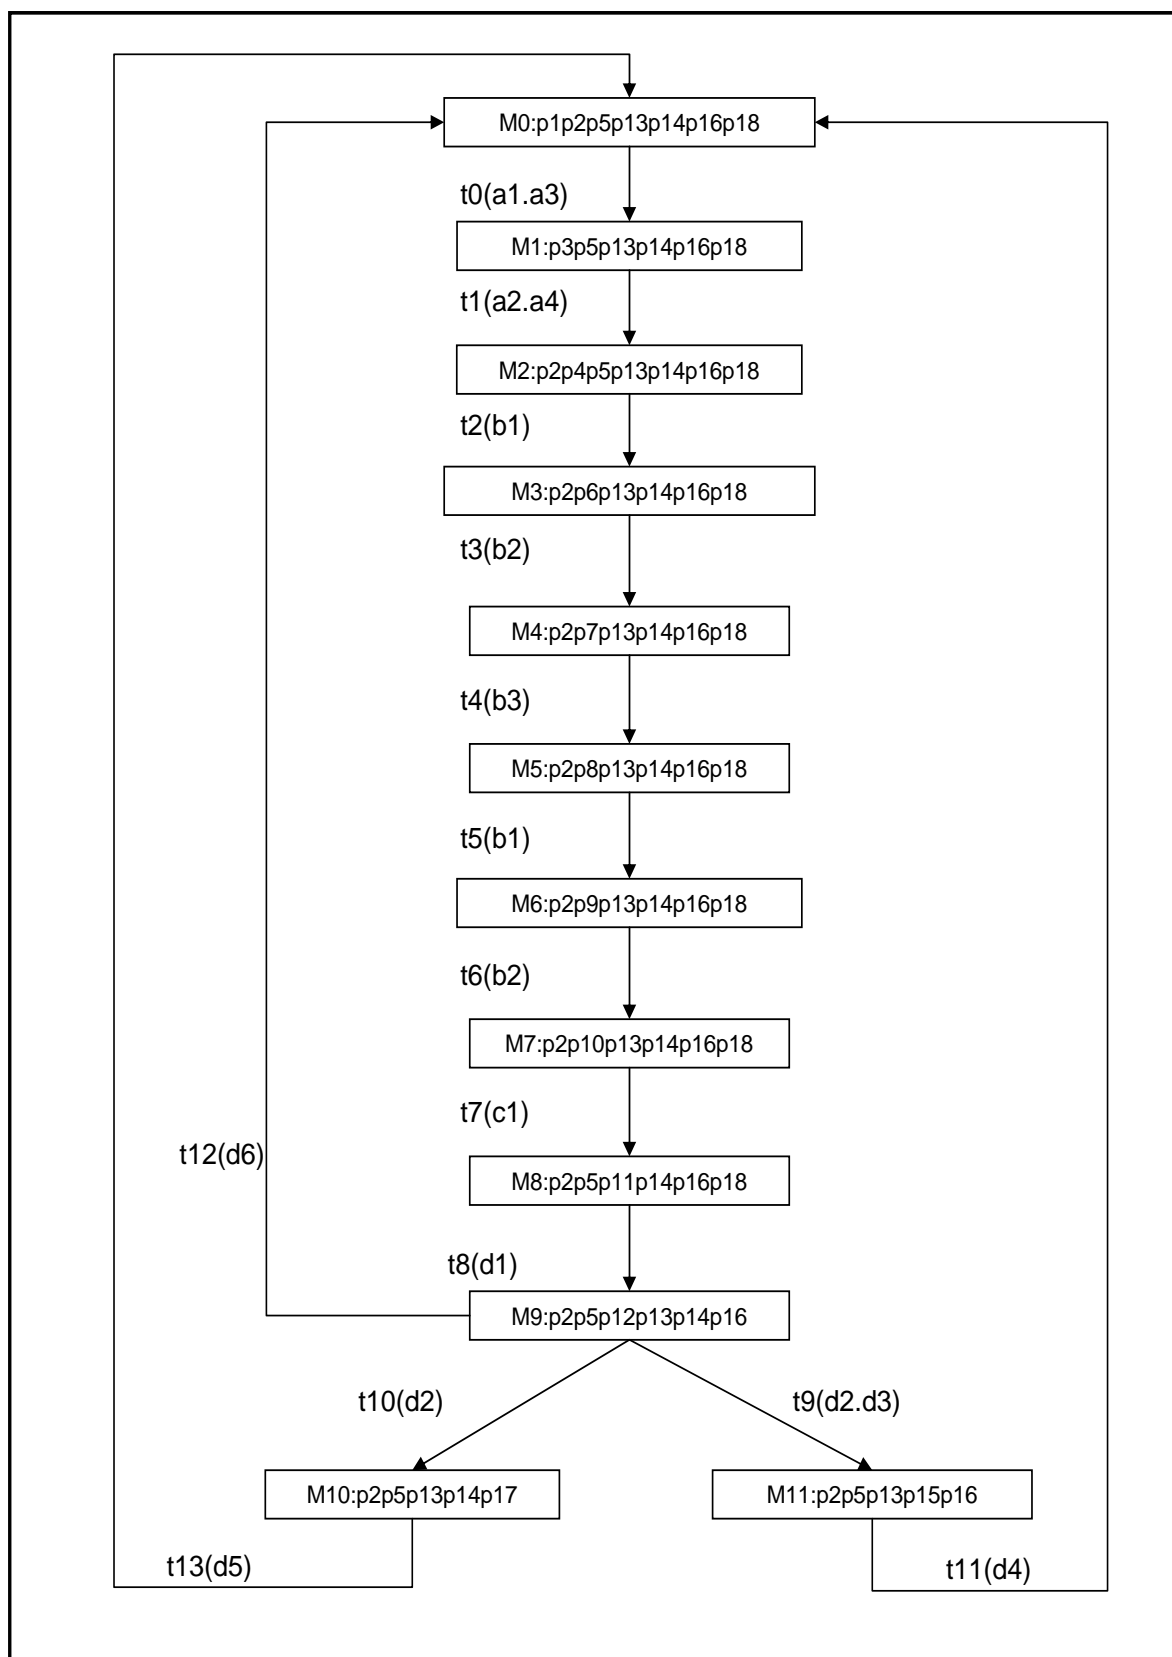 M0:p1p2p5p13p14p16p18
t0(a1.a3)
M1:p3p5p13p14p16p18
t1(a2.a4)
M2:p2p4p5p13p14p16p18
t2(b1)
M3:p2p6p13p14p16p18
t3(b2)
M4:p2p7p13p14p16p18
t4(b3)
M5:p2p8p13p14p16p18
t5(b1)
M6:p2p9p13p14p16p18
t6(b2)
M7:p2p10p13p14p16p18
t7(c1)
t12(d6)
M8:p2p5p11p14p16p18
t8(d1)
M9:p2p5p12p13p14p16
t10(d2)
t9(d2.d3)
M10:p2p5p13p14p17
M11:p2p5p13p15p16
t13(d5)
t11(d4)